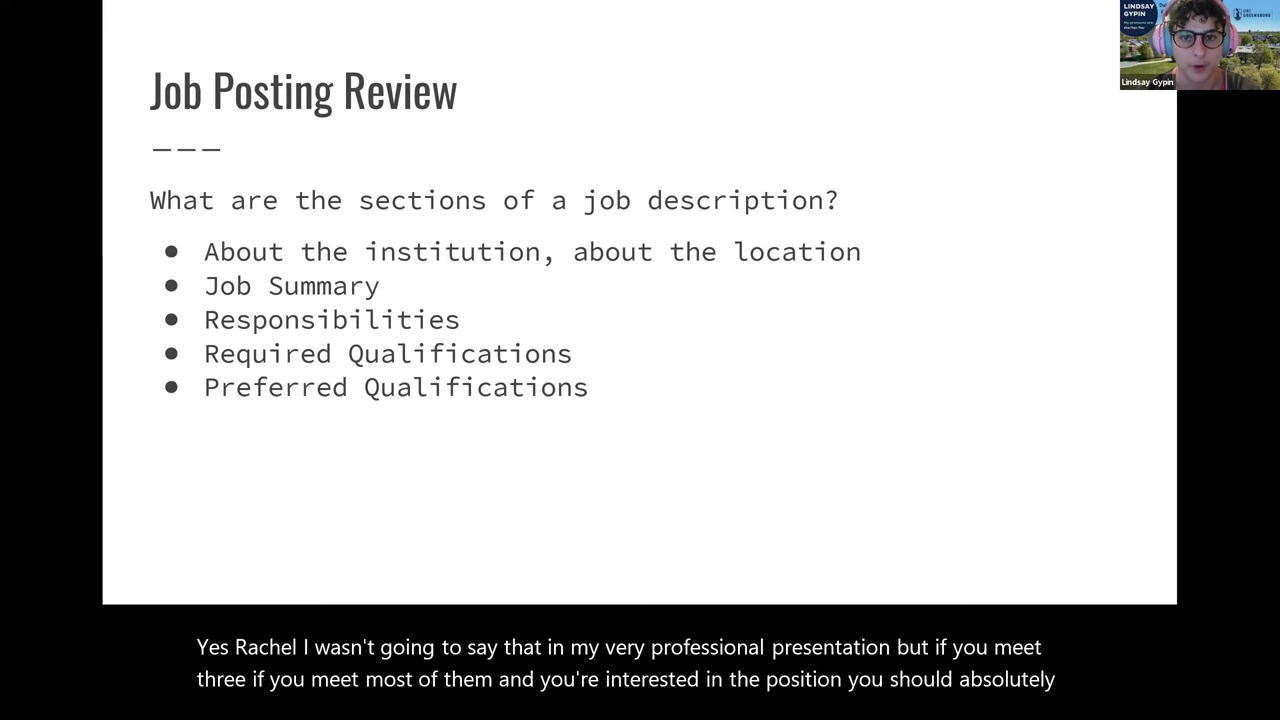 Job Posting Review
What are the sections of a job description?
● About the institution, about the location
● Job Summary
● Responsibilities
● Required Qualifications
● Preferred Qualifications
LINDSAY
GYPIN
Lindsay Gypin
Yes Rachel I wasn't going to say that in my very professional presentation but if you meet
three if you meet most of them and you're interested in the position you should absolutely